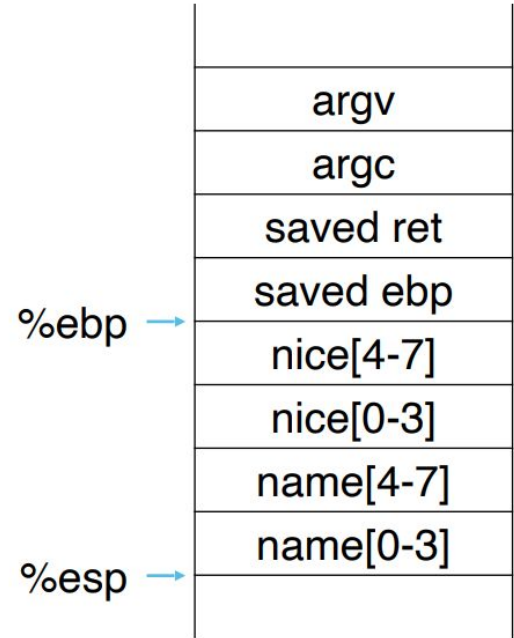 argv
argc
saved ret
saved ebp
%ebp
nice[4-7]
nice[0-3]
name[4-7]
name[0-3]
%esp